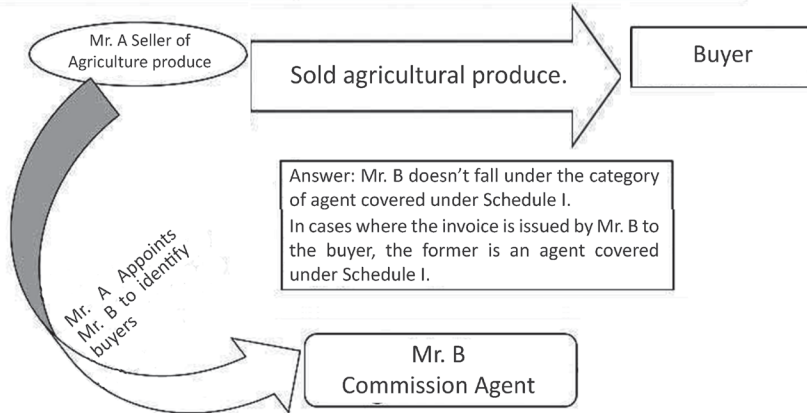 Mr. A Seller of
Agriculture produce
Sold agricultural produce.
Buyer
Answer: Mr. B doesn't fall under the category
of agent covered under Schedule I.
In cases where the invoice is issued by Mr. B to
the buyer, the former is an agent covered
under Schedule I.
Mr. A Appoints
Mr. B to identify
buyers
Mr. B
Commission Agent